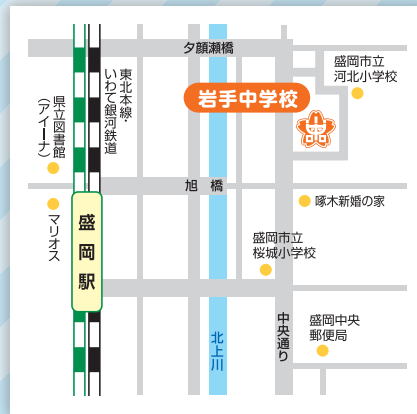 夕顔瀬橋
盛岡市立
河北小学校
東北本線・
いわて銀河鉄道
岩手中学校
県立図書館
（アイーナ）
旭橋
啄木新婚の家
マリオス
盛岡駅
盛岡市立
桜城小学校
北上川
中央通り
盛岡中央
郵便局